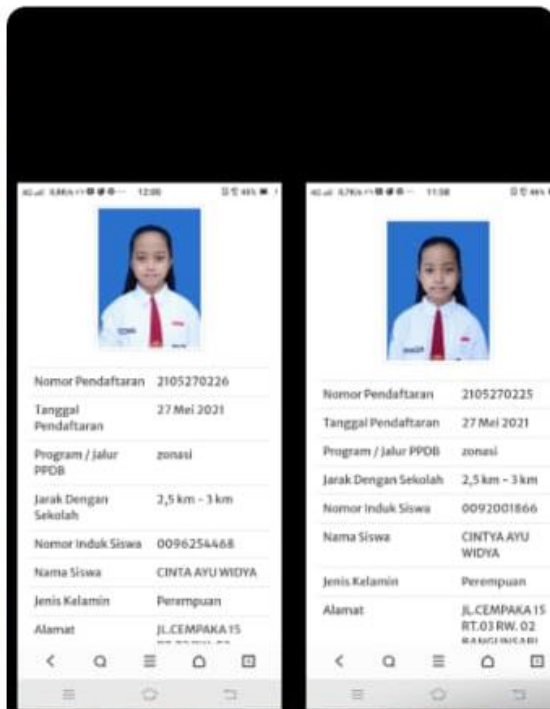 12:00
Nomor Pendaftaran 2105270226
Tanggal Pendaftaran 27 Mei 2021
Program / Jalur PPDB zonasi
Jarak Dengan Sekolah 2,5 km - 3 km
Nomor Induk Siswa 0096254468
Nama Siswa CINTA AYU WIDYA
Jenis Kelamin Perempuan
Alamat JL.CEMPAKA 15
11:58
Nomor Pendaftaran 2105270225
Tanggal Pendaftaran 27 Mei 2021
Program / Jalur PPDB zonasi
Jarak Dengan Sekolah 2,5 km - 3 km
Nomor Induk Siswa 0092001866
Nama Siswa CINTYA AYU
WIDYA
Jenis Kelamin Perempuan
Alamat JL.CEMPAKA 15
RT.03 RW. 02